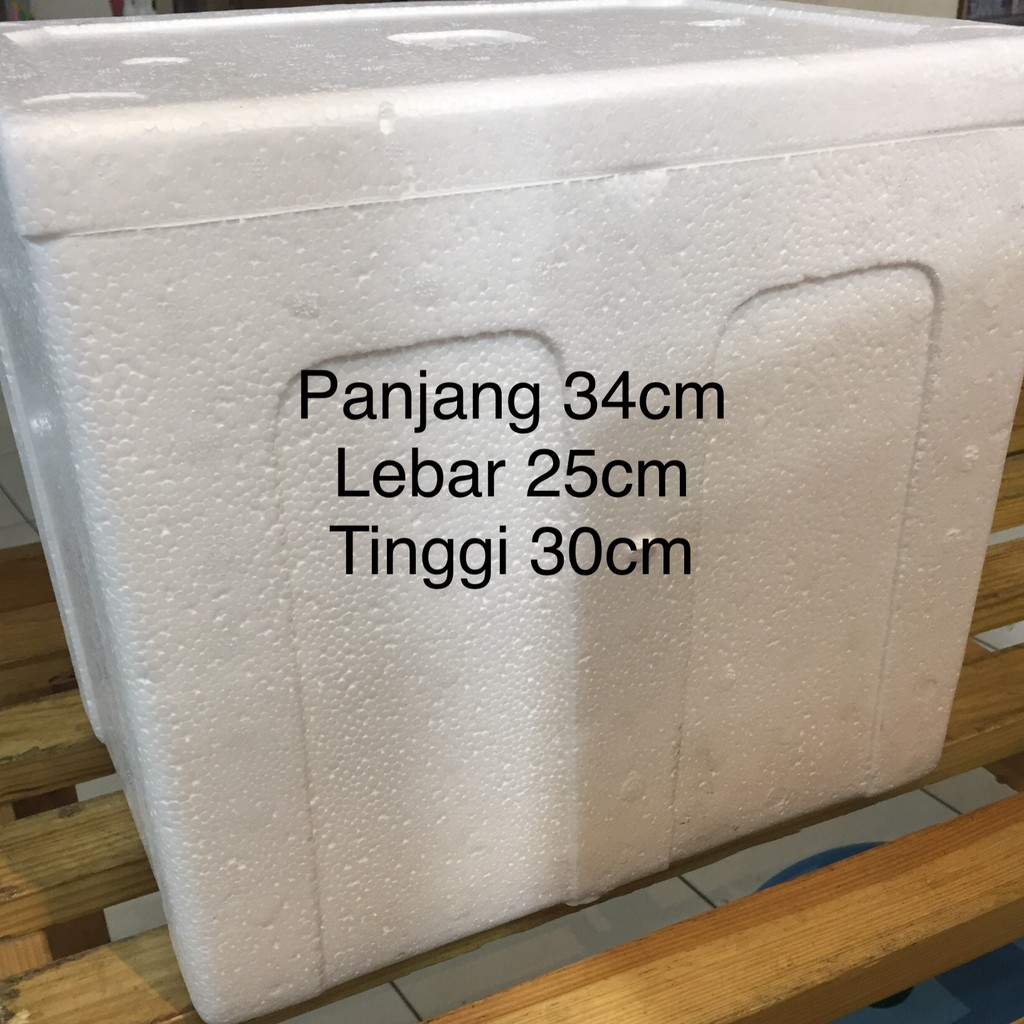 Panjang 34cm
Lebar 25cm
Tinggi 30cm